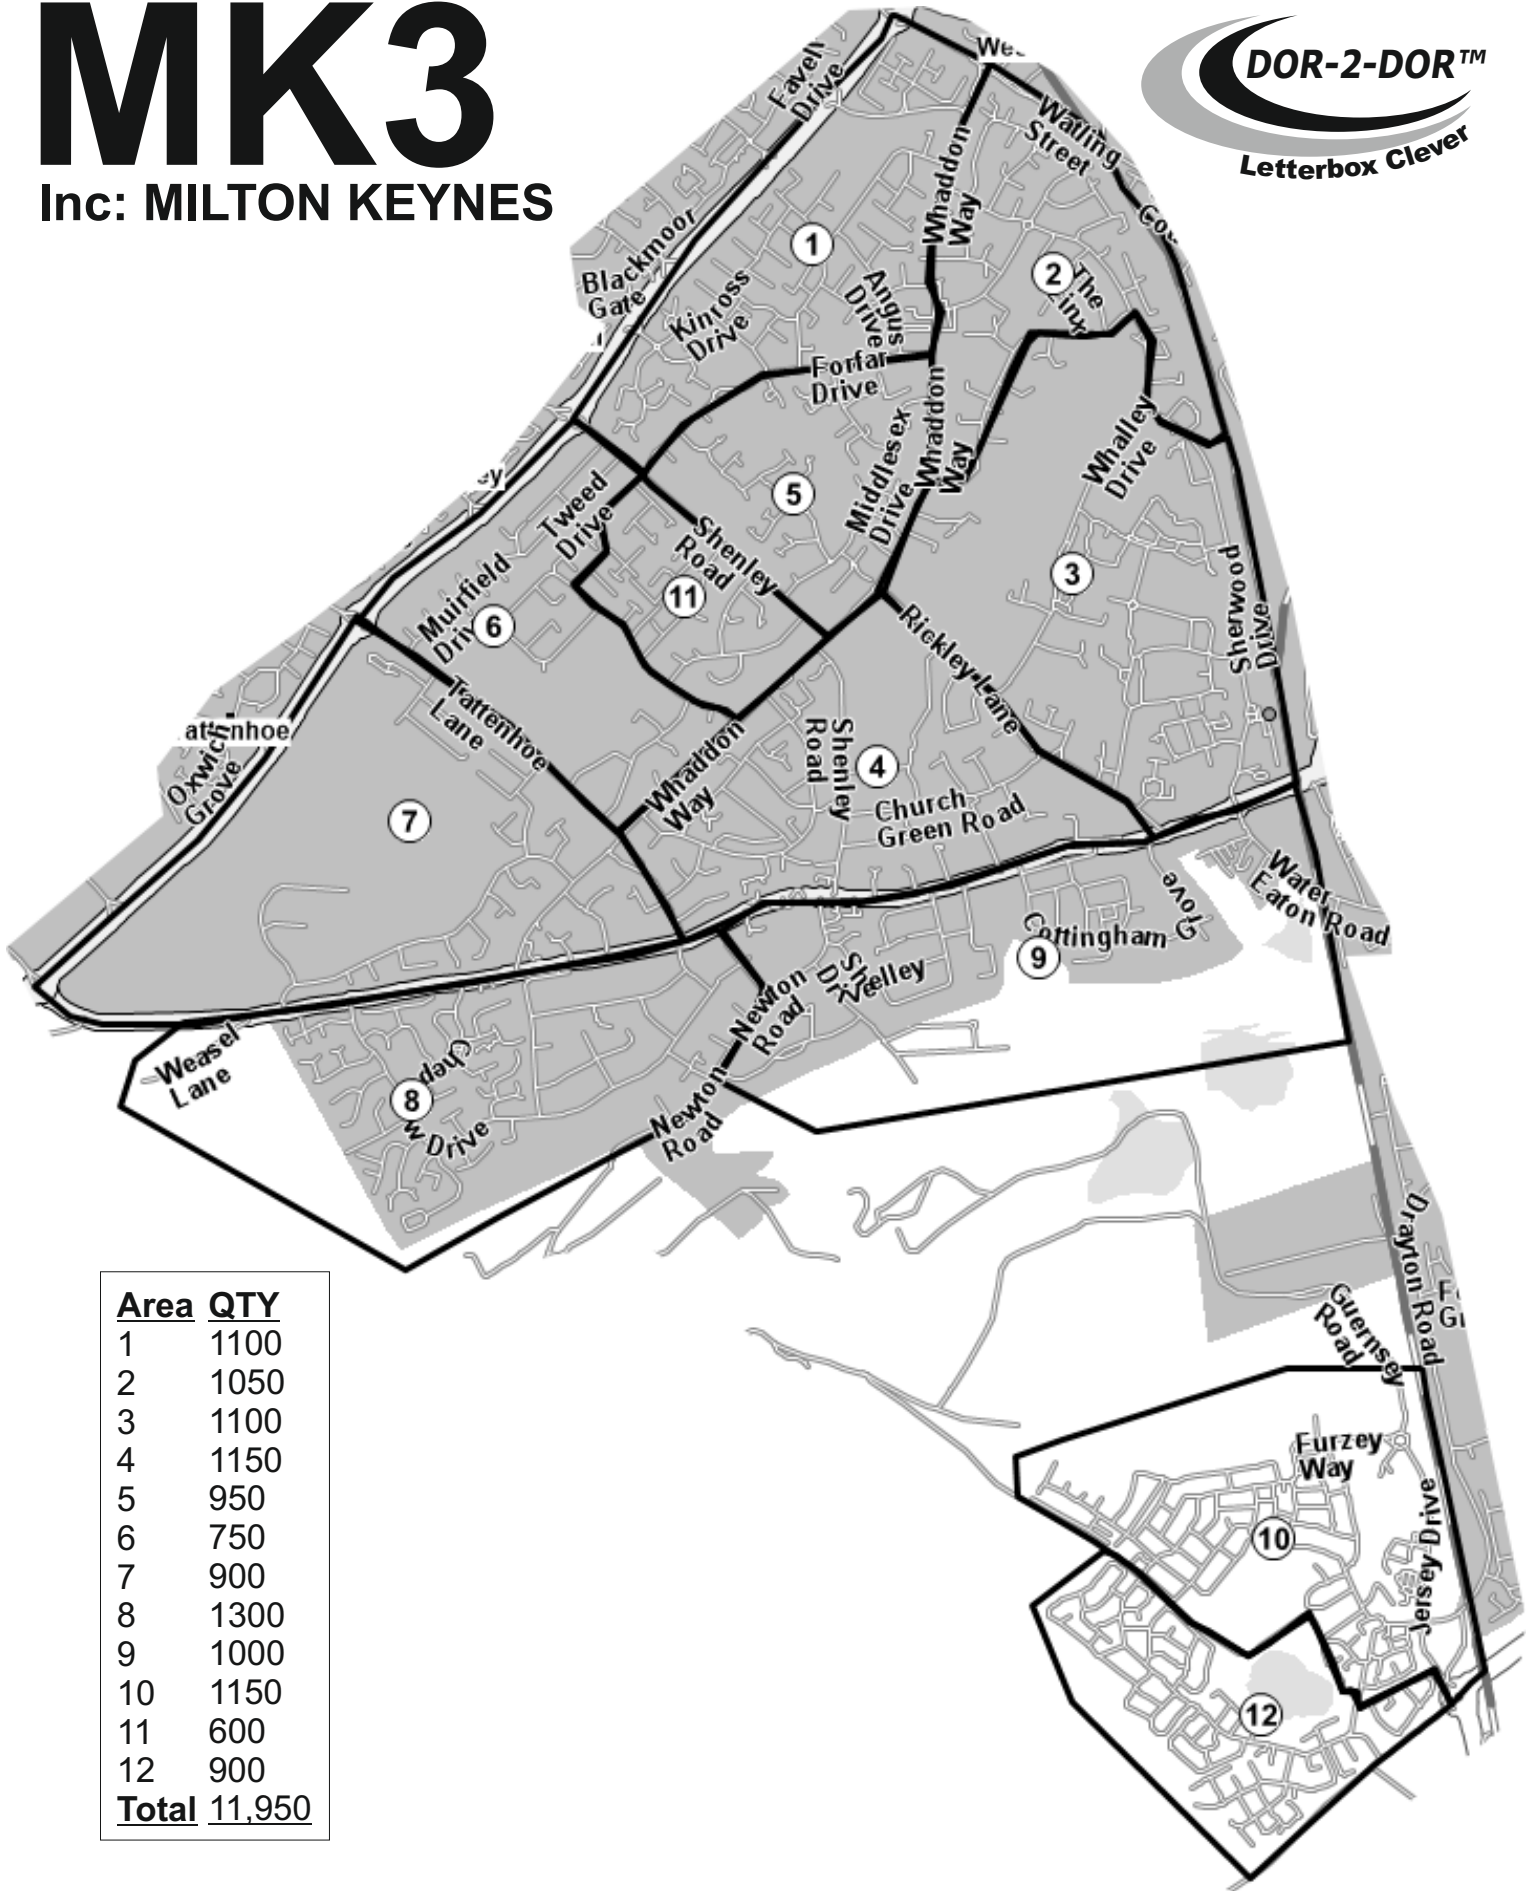 MK3
Inc: MILTON KEYNES
DOR-2-DOR™
Letterbox Clever
Favell
Drive
Watling
Street
Whaddon
Way
1
2
The
Linx
Blackmoor
Gate
Kinross
Drive
Angus
Drive
Forfar
Drive
Whaddon
Way
Middlesex
Drive
Whalley
Drive
5
Tweed
Drive
Shenley
Road
3
11
Muirfield
Drive
6
Rickley Lane
Sherwood
Drive
Tattenhoe
Lane
Oxwich
Grove
Whaddon
Way
Shenley
Road
4
Church
Green Road
7
Water
Eaton Road
Cottingham
Grove
9
Shelley
Drive
Newton
Road
Weasel
Lane
8
Chepstow
Drive
Newton
Road
Drayton Road
Guernsey
Road
Furzey
Way
10
Jersey Drive
12
Area QTY
1 1100
2 1050
3 1100
4 1150
5 950
6 750
7 900
8 1300
9 1000
10 1150
11 600
12 900
Total 11,950